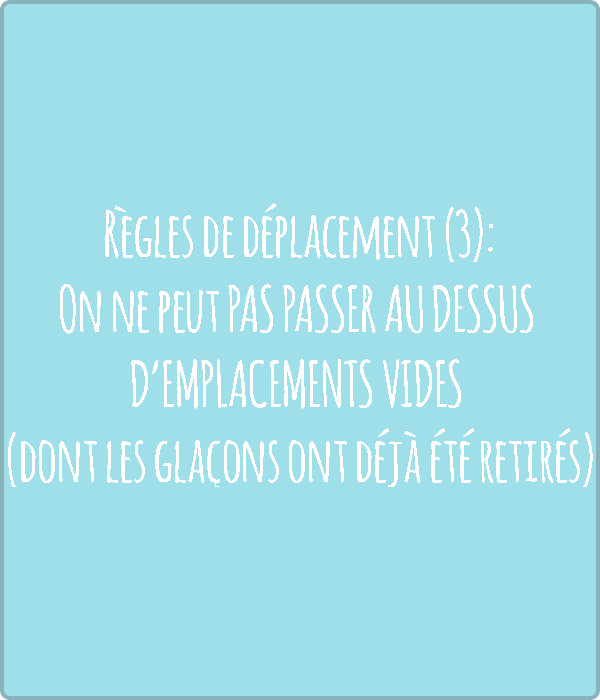 Règles de déplacement (3):
On ne peut PAS PASSER AU DESSUS
D'EMPLACEMENTS VIDES
(dont les glaçons ont déjà été retirés)